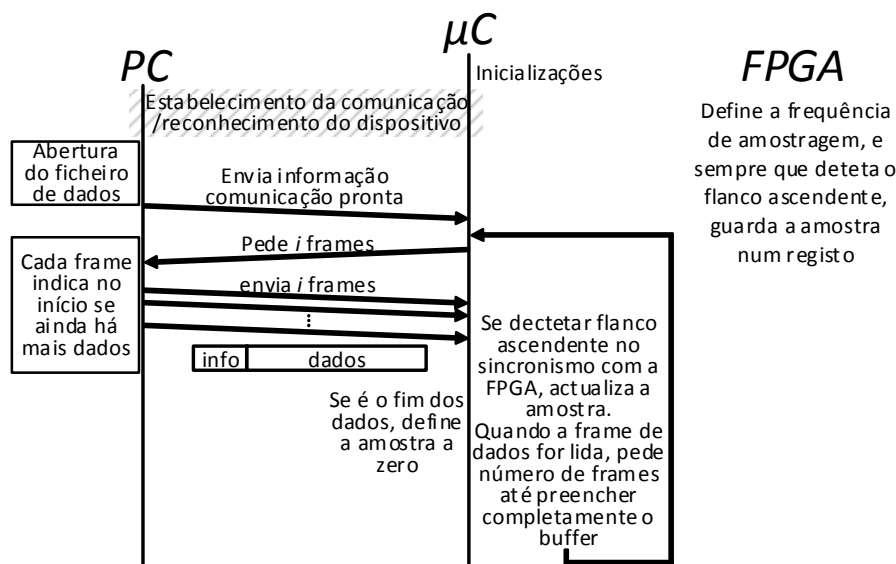 PC
μC
FPGA
Inicializações
Estabelecimento da comunicação
/reconhecimento do dispositivo
Abertura
do ficheiro
de dados
Envia informação
comunicação pronta
Pede i frames
Cada frame
indica no
início se
ainda há
mais dados
envia i frames
info
dados
Se é o fim dos
dados, define
a amostra a
zero
Se dectetar flanco
ascendente no
sincronismo com a
FPGA, actualiza a
amostra.
Quando a frame de
dados for lida, pede
número de frames
até preencher
completamente o
buffer
Define a frequência
de amostragem, e
sempre que deteta o
flanco ascendente,
guarda a amostra
num registo